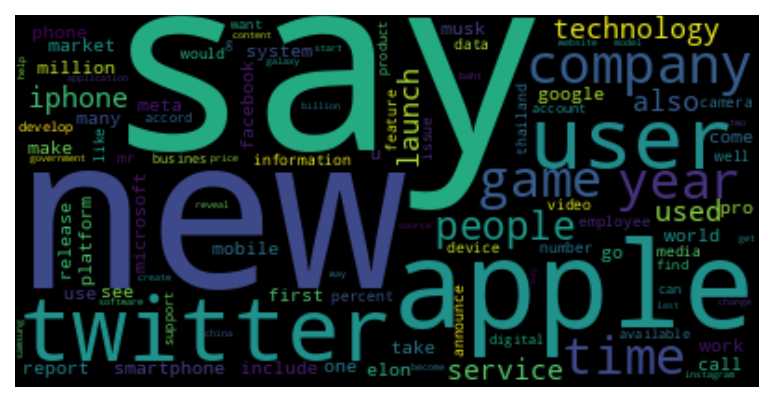 say
new
apple
twitter
user
company
year
game
time
people
technology
iphone
launch
service
also
used
million
market
phone
many
make
meta
system
facebook
microsoft
google
platform
release
mobile
smartphone
include
first
percent
support
report
use
see
one
take
elon
call
work
world
go
come
well
pro
media
find
can
available
number
employee
video
device
digital
announce
information
busines
price
mr
like
develop
government
application
help
accord
would
g
want
content
start
galaxy
billion
product
feature
data
musk
issue
baht
thailand
account
camera
website
model
two
reveal
create
software
china
way
become
source
samsung
instagram
last
change
get
may